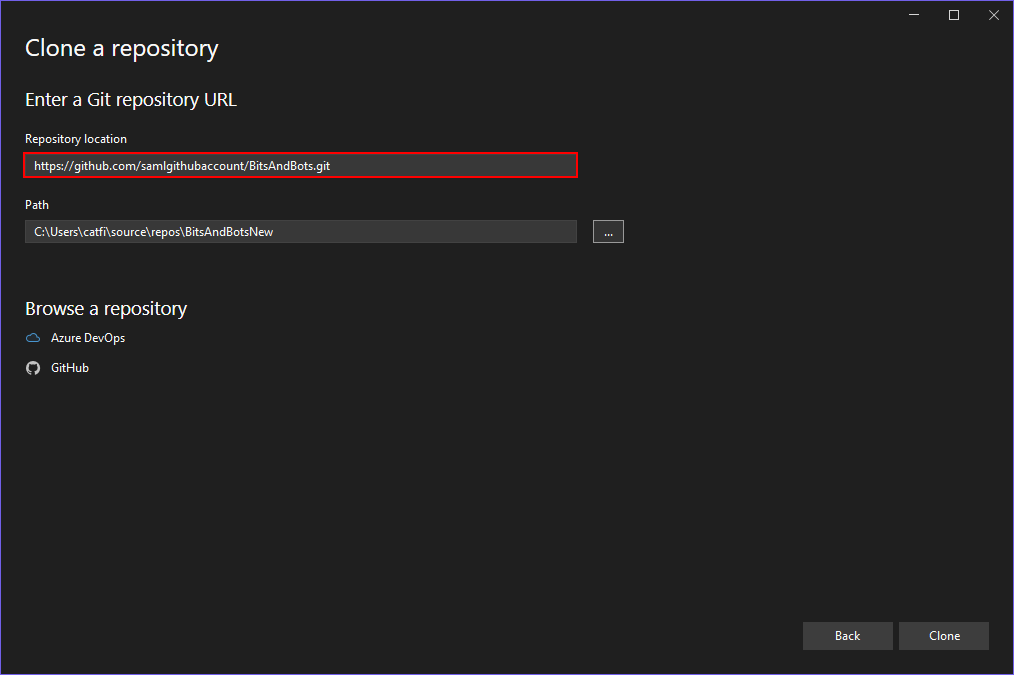 Clone a repository
Enter a Git repository URL
Repository location
https://github.com/samlgithubaccount/BitsAndBots.git
Path
C:\Users\catfi\source\repos\BitsAndBotsNew
...
Browse a repository
Azure DevOps
GitHub
Back
Clone